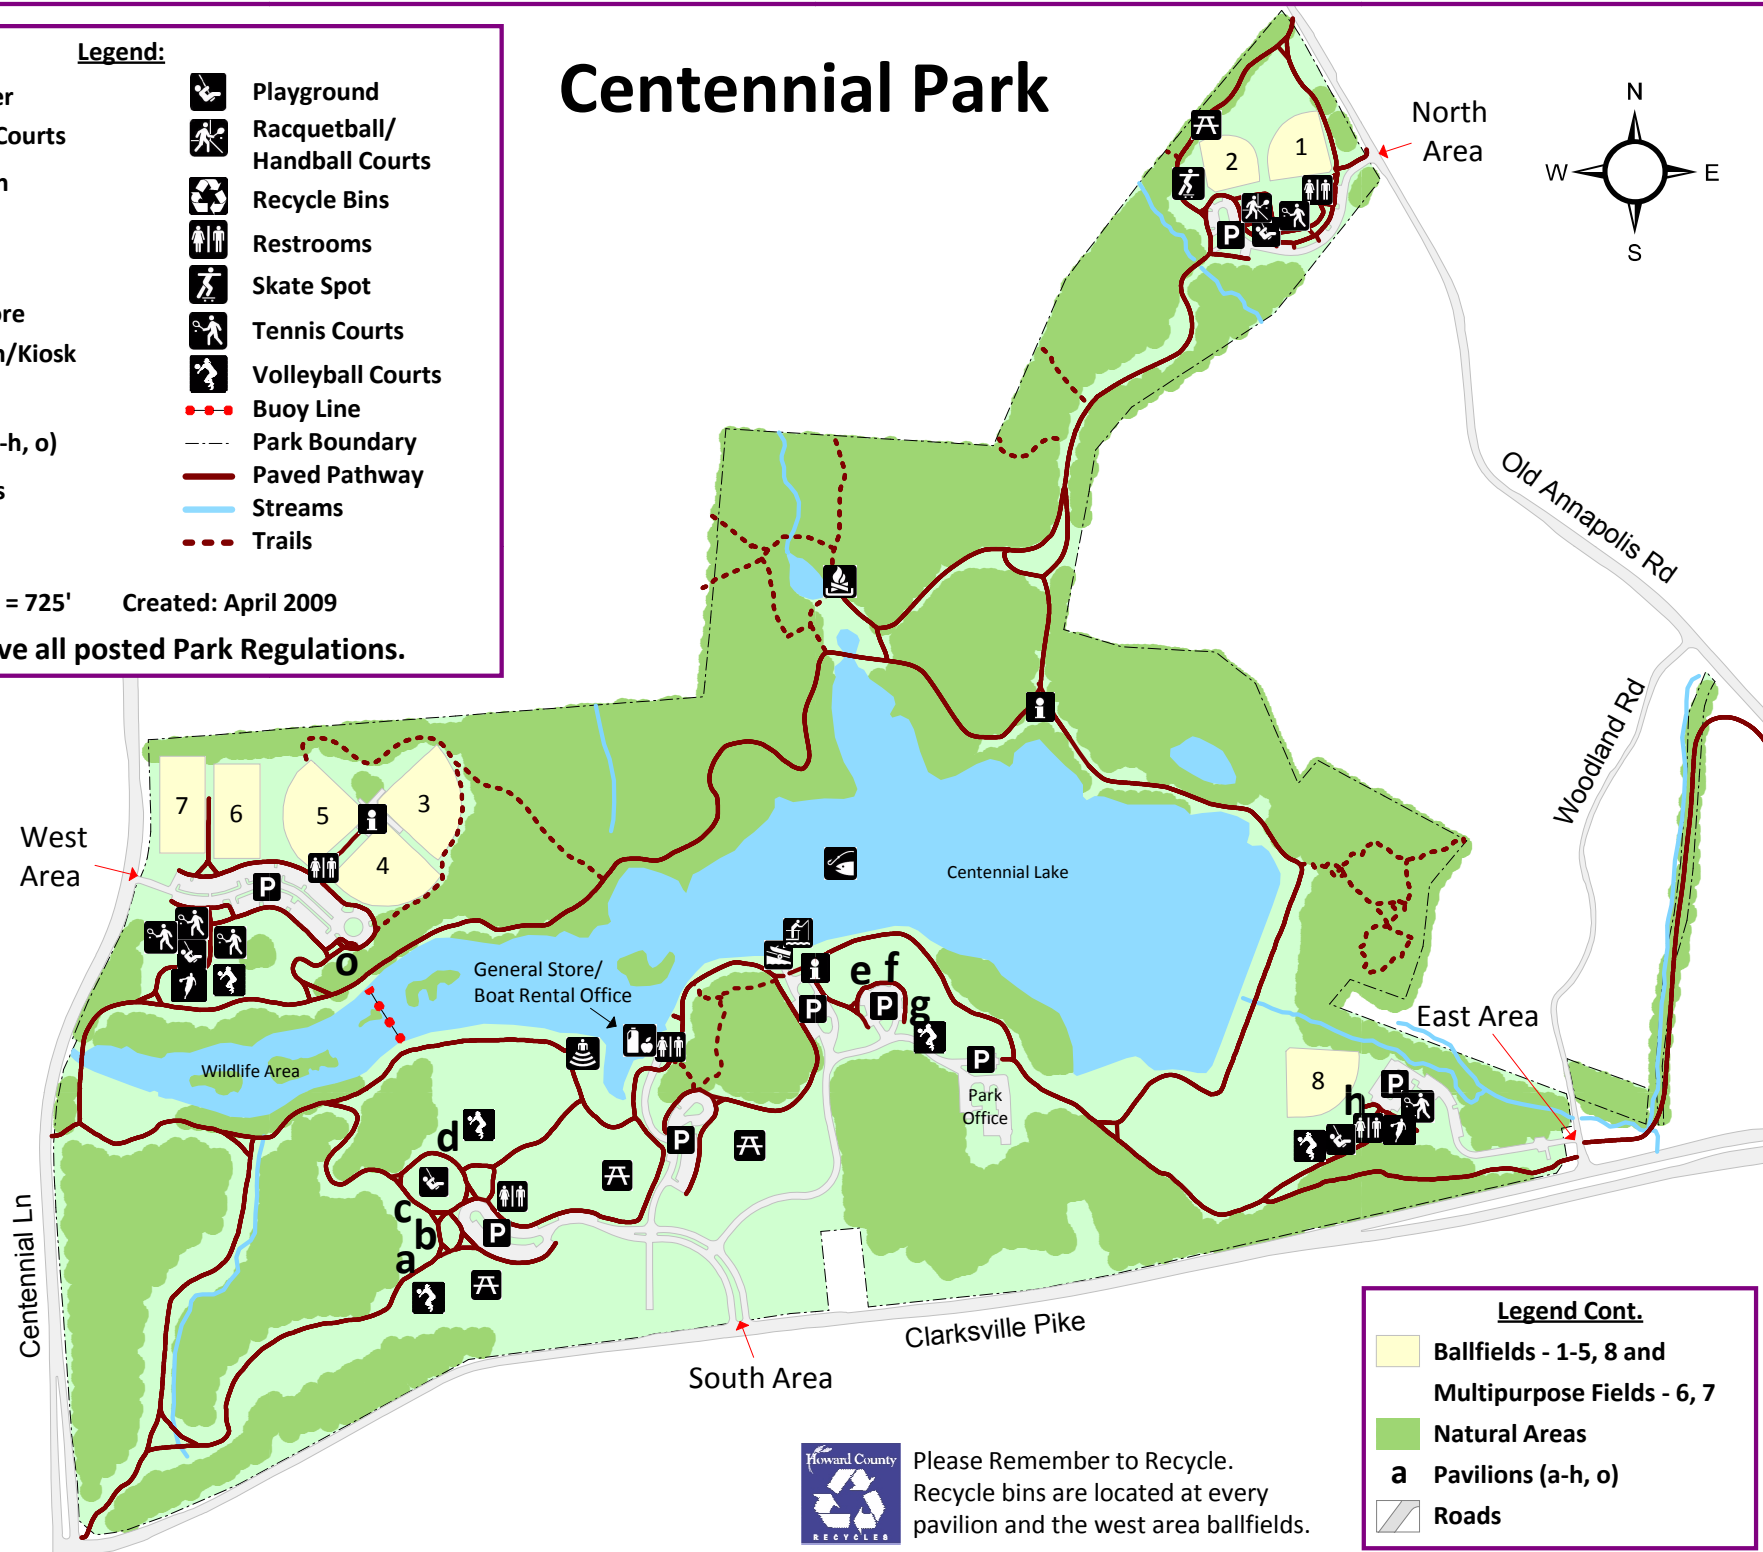 Centennial Park
Legend:
er
Courts
n
ore
n/Kiosk
-h, o)
s
Playground
Racquetball/
Handball Courts
Recycle Bins
Restrooms
Skate Spot
Tennis Courts
Volleyball Courts
Buoy Line
Park Boundary
Paved Pathway
Streams
Trails
= 725' Created: April 2009
ve all posted Park Regulations.
North
Area
N
W E
S
1
2
P
Old Annapolis Rd
Woodland Rd
West
Area
7
6
5
3
4
i
P
o
i
Centennial Lake
General Store/
Boat Rental Office
Wildlife Area
i
e f
g
P
P
P
Park
Office
East Area
8
h
P
d
c
b
a
P
P
Centennial Ln
South Area
Clarksville Pike
Howard County
RECYCLES
Please Remember to Recycle.
Recycle bins are located at every
pavilion and the west area ballfields.
Legend Cont.
Ballfields - 1-5, 8 and
Multipurpose Fields - 6, 7
Natural Areas
a Pavilions (a-h, o)
Roads